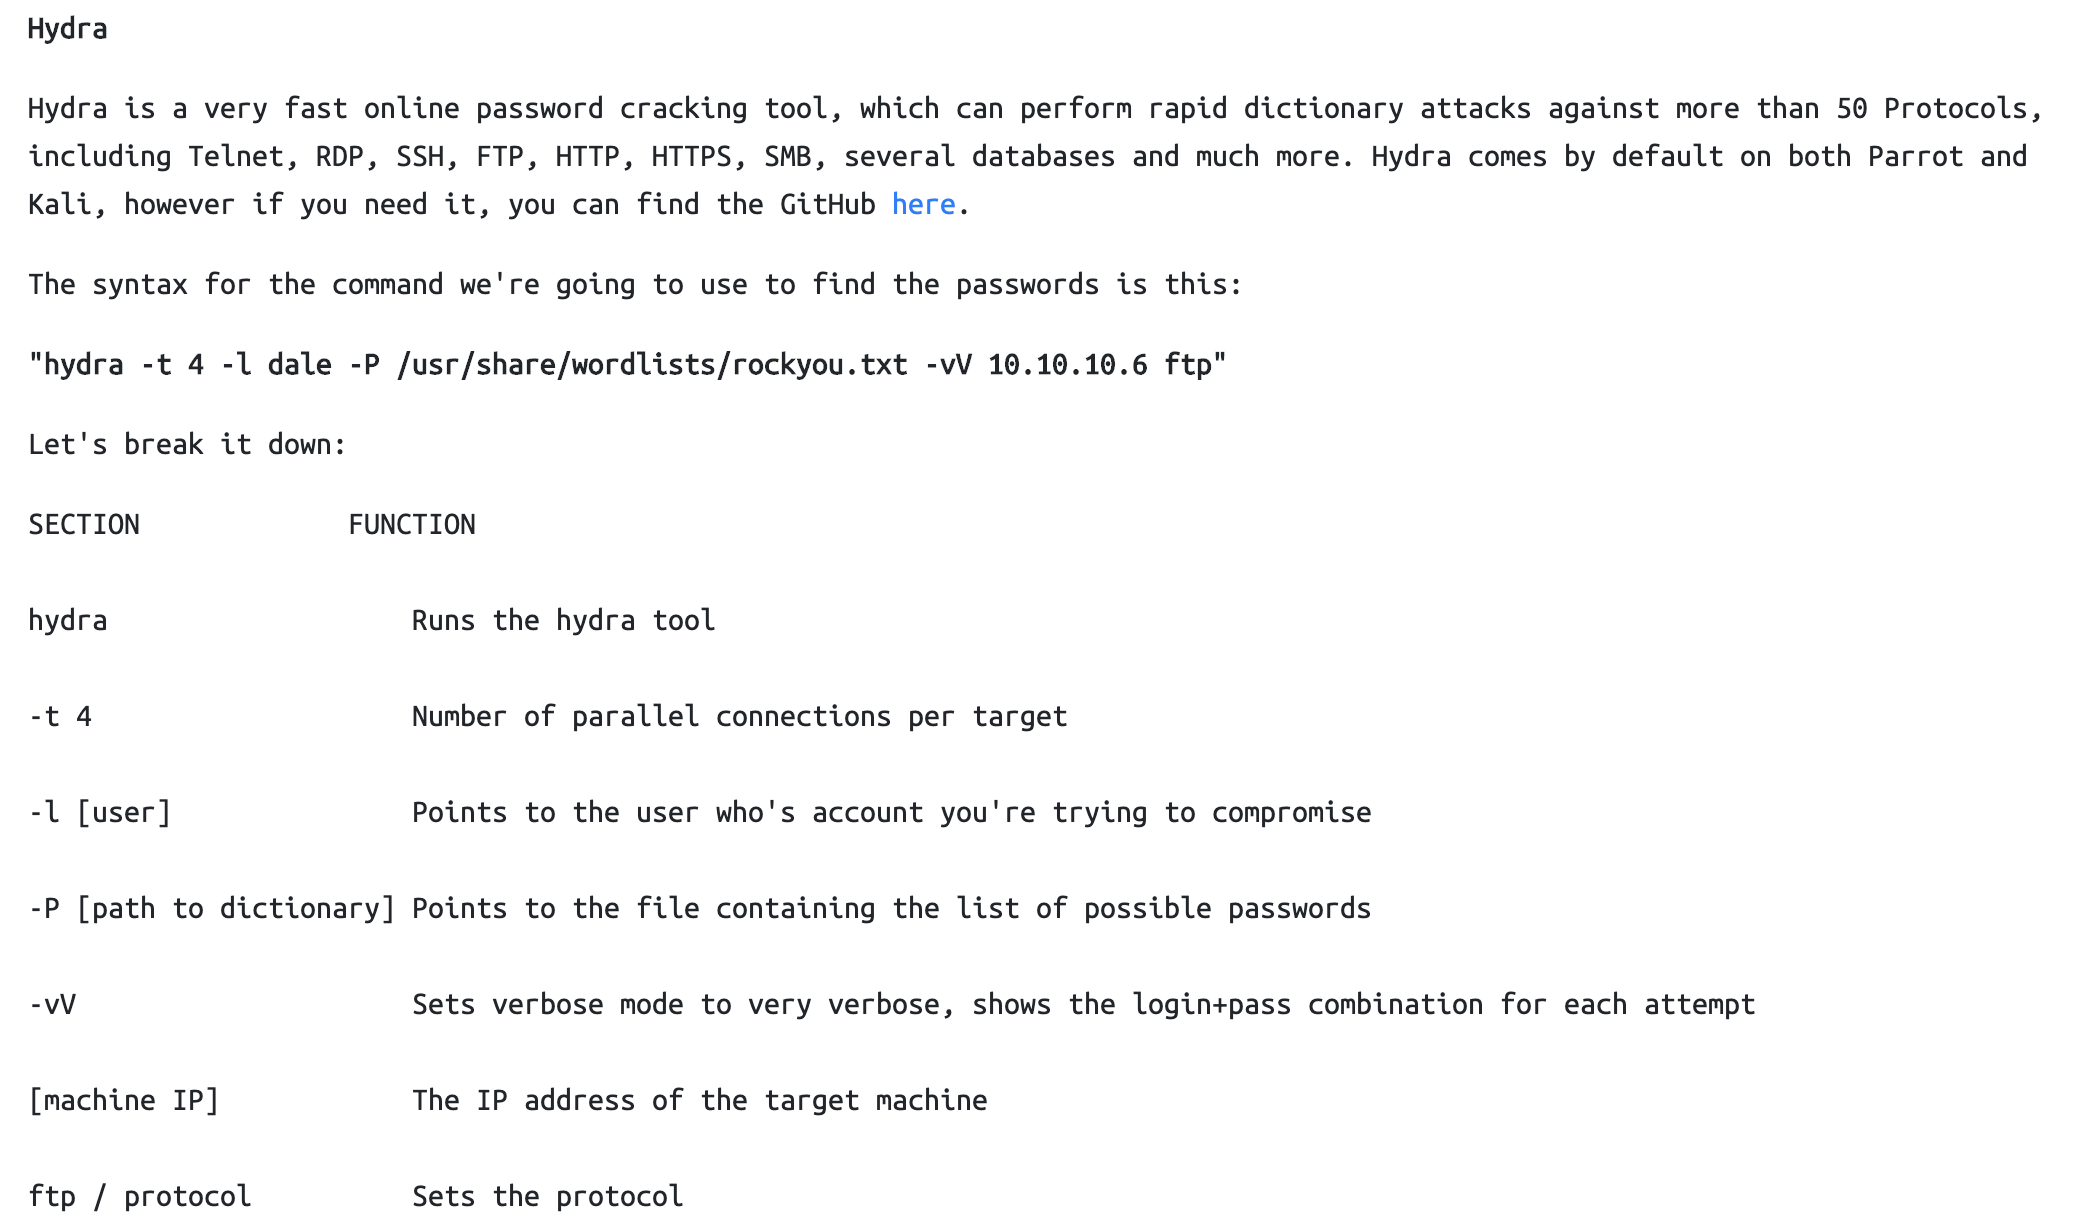 Hydra
Hydra is a very fast online password cracking tool, which can perform rapid dictionary attacks against more than 50 Protocols,
including Telnet, RDP, SSH, FTP, HTTP, HTTPS, SMB, several databases and much more. Hydra comes by default on both Parrot and
Kali, however if you need it, you can find the GitHub here.
The syntax for the command we're going to use to find the passwords is this:
"hydra -t 4 -l dale -P /usr/share/wordlists/rockyou.txt -vV 10.10.10.6 ftp"
Let's break it down:
SECTION FUNCTION
hydra Runs the hydra tool
-t 4 Number of parallel connections per target
-l [user] Points to the user who's account you're trying to compromise
-P [path to dictionary] Points to the file containing the list of possible passwords
-vV Sets verbose mode to very verbose, shows the login+pass combination for each attempt
[machine IP] The IP address of the target machine
ftp / protocol Sets the protocol